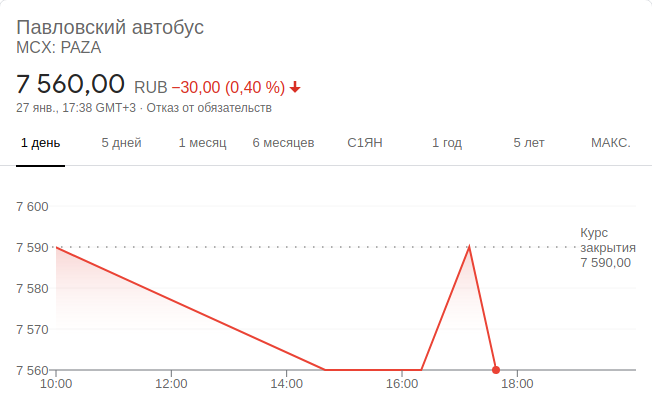 Павловский автобус
MCX: PAZA
7 560,00 RUB −30,00 (0,40 %)
27 янв., 17:38 GMT+3 · Отказ от обязательств
1 день 5 дней 1 месяц 6 месяцев С1ЯН 1 год 5 лет МАКС.
7 600
7 590
7 580
7 570
7 560
Курс
закрытия
7 590,00
10:00 12:00 14:00 16:00 18:00